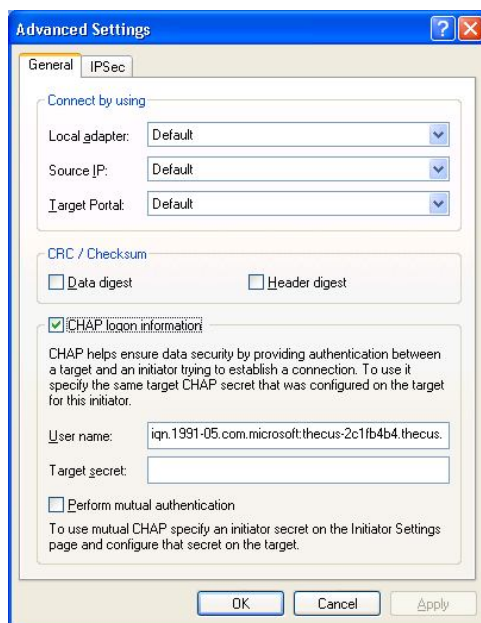 Advanced Settings
General
IPSec
Connect by using
Local adapter: Default
Source IP: Default
Target Portal: Default
CRC / Checksum
Data digest
Header digest
CHAP logon information
CHAP helps ensure data security by providing authentication between
a target and an initiator trying to establish a connection. To use it
specify the same target CHAP secret that was configured on the target
for this initiator.
User name: iqn.1991-05.com.microsoft:thecus-2c1fb4b4.thecus.
Target secret:
Perform mutual authentication
To use mutual CHAP specify an initiator secret on the Initiator Settings
page and configure that secret on the target.
OK
Cancel
Apply